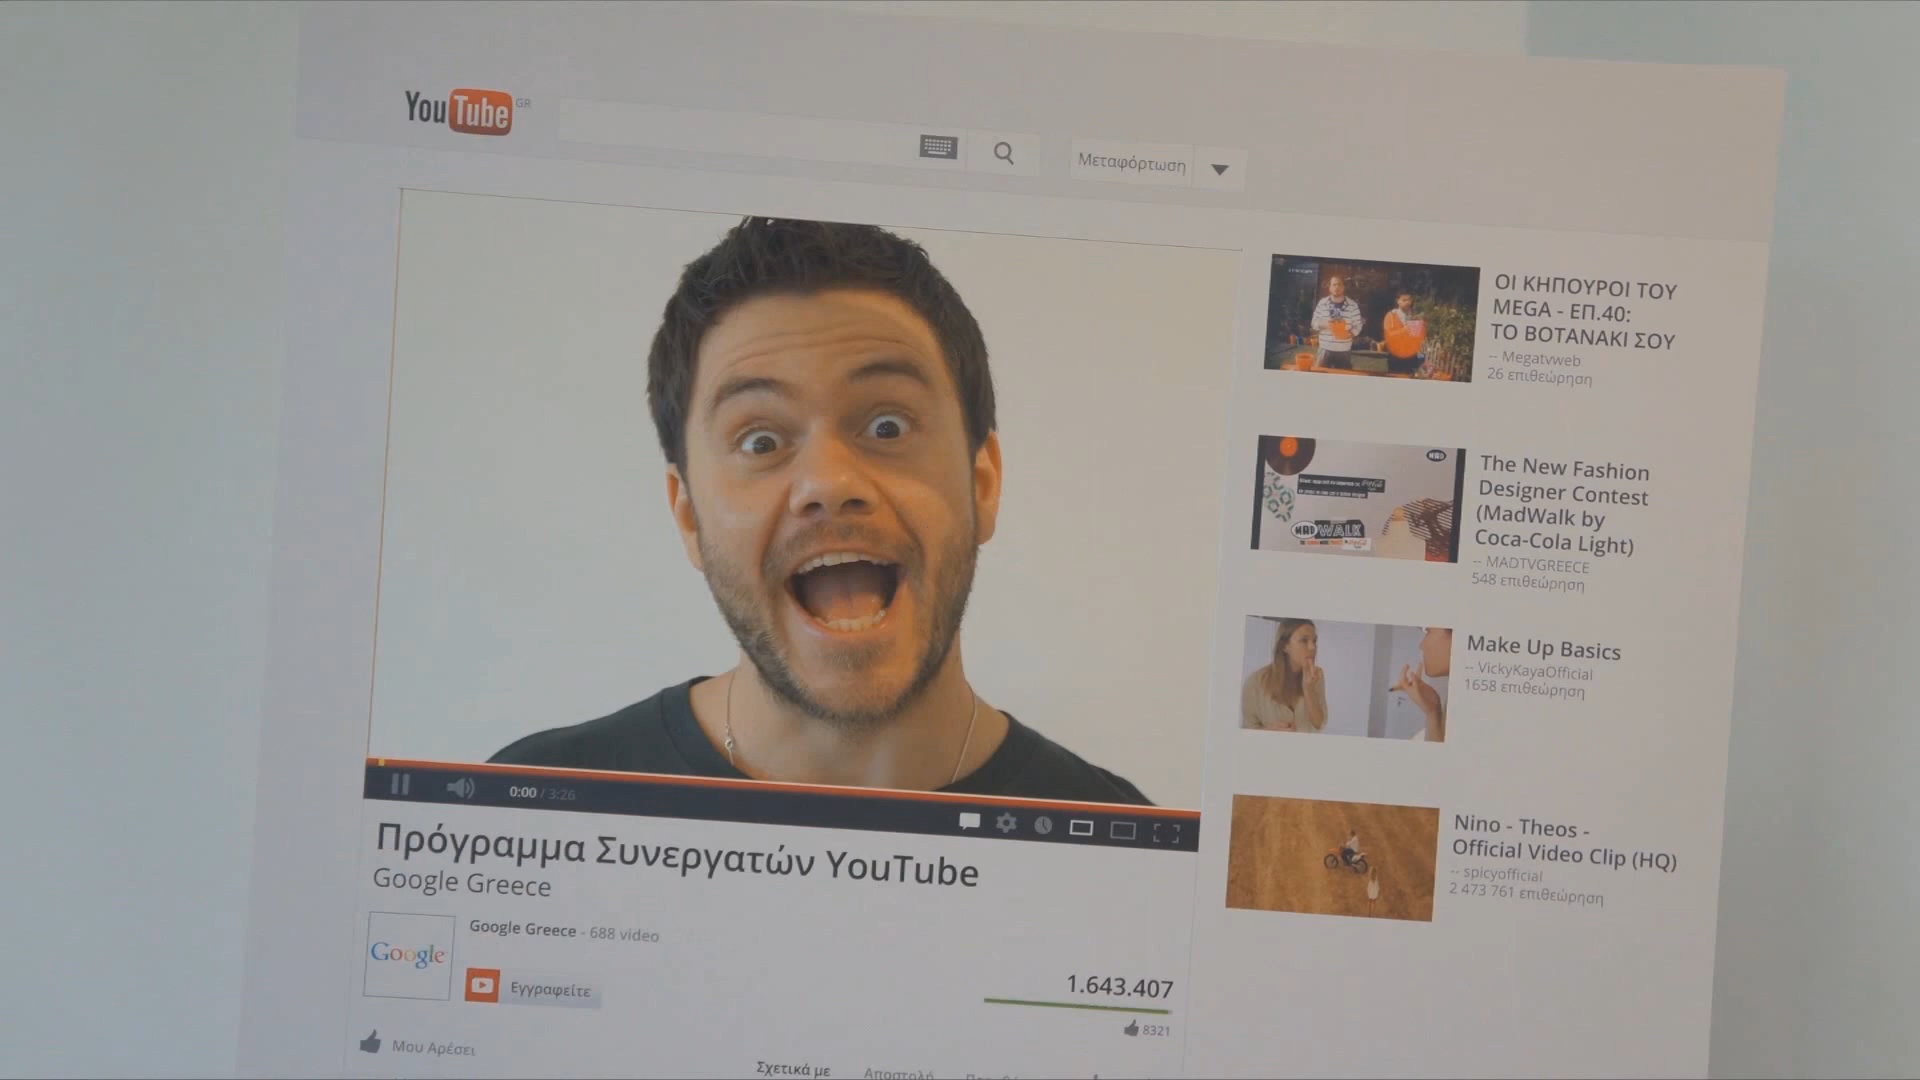 YouTube GR
Μεταφόρτωση
ΟΙ ΚΗΠΟΥΡΟΙ ΤΟΥ
MEGA - ΕΠ.40:
ΤΟ ΒΟΤΑΝΑΚΙ ΣΟΥ
-- Megatvweb
26 επιθεώρηση
MAD WALK
The New Fashion
Designer Contest
(MadWalk by
Coca-Cola Light)
-- MADTVGREECE
548 επιθεώρηση
Make Up Basics
-- VickyKayaOfficial
1658 επιθεώρηση
Nino - Theos -
Official Video Clip (HQ)
-- spicyofficial
2 473 761 επιθεώρηση
0:00 / 3:26
Πρόγραμμα Συνεργατών YouTube
Google Greece
Google
Google Greece - 688 video
Εγγραφείτε
1.643.407
8321
Μου Αρέσει
Σχετικά με Αποστολή